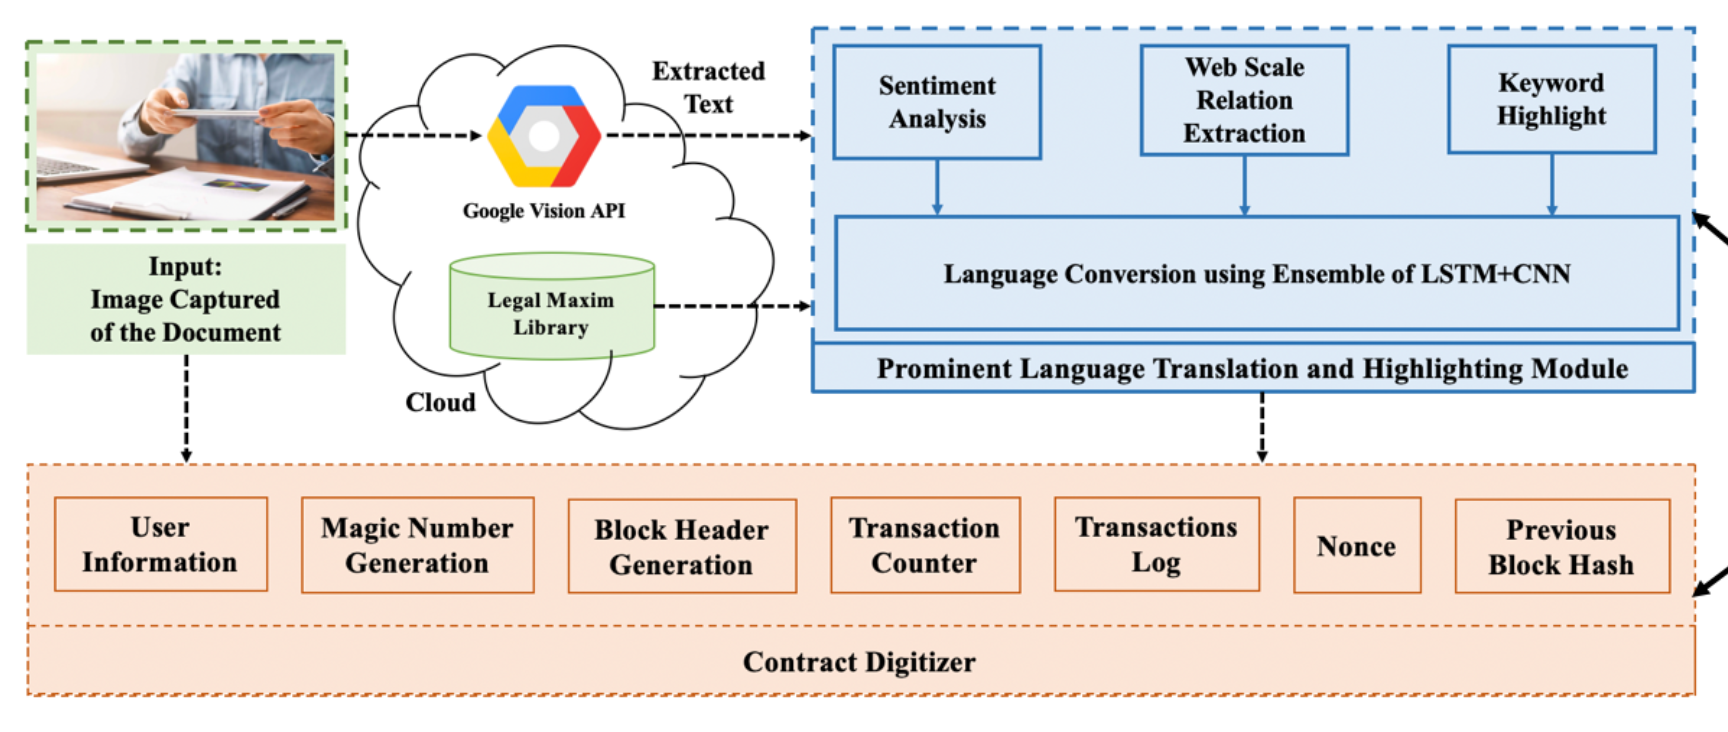 Extracted
Text
Sentiment
Analysis
Web Scale
Relation
Extraction
Keyword
Highlight
Google Vision API
Input:
Image Captured
of the Document
Legal Maxim
Library
Language Conversion using Ensemble of LSTM+CNN
Prominent Language Translation and Highlighting Module
Cloud
User
Information
Magic Number
Generation
Block Header
Generation
Transaction
Counter
Transactions
Log
Nonce
Previous
Block Hash
Contract Digitizer